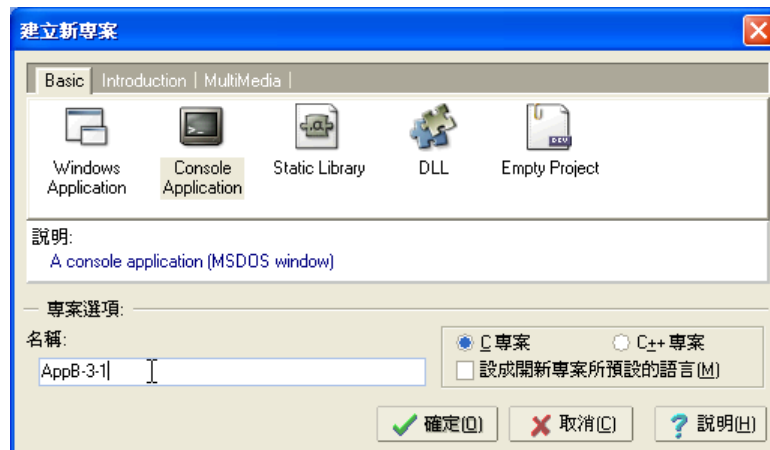 建立新專案
Basic | Introduction | MultiMedia |
Windows Application
Console Application
Static Library
DLL
Empty Project
說明:
A console application (MSDOS window)
專案選項:
名稱:
AppB-3-1
C 專案
C++ 專案
設成開新專案所預設的語言(M)
確定(O)
取消(C)
說明(H)